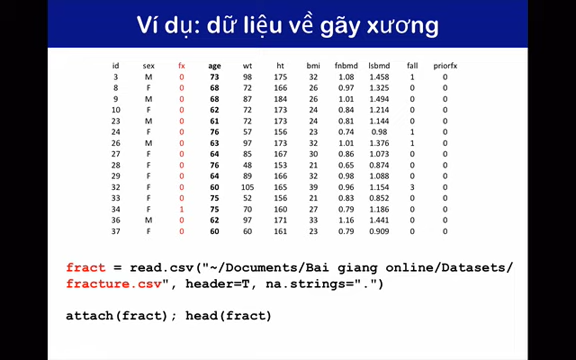 Ví dụ: dữ liệu về gãy xương
id sex fx age wt ht bmi fnbmd lsbmd fall priorfx
3 M 0 73 98 175 32 1.08 1.458 1 0
8 F 0 68 72 166 26 0.97 1.325 0 0
9 M 0 68 87 184 26 1.01 1.494 0 0
10 F 0 62 72 173 24 0.84 1.214 0 0
23 M 0 61 72 173 24 0.81 1.144 0 0
24 F 0 76 57 156 23 0.74 0.98 1 0
26 M 0 63 97 173 32 1.01 1.376 1 0
27 F 0 64 85 167 30 0.86 1.073 0 0
28 F 0 76 48 153 21 0.65 0.874 0 0
29 F 0 64 89 166 32 0.98 1.088 0 0
32 F 0 60 105 165 39 0.96 1.154 3 0
33 F 0 75 52 156 21 0.83 0.852 0 0
34 F 1 75 70 160 27 0.79 1.186 0 0
36 M 0 62 97 171 33 1.16 1.441 0 0
37 F 0 60 60 161 23 0.79 0.909 0 0
fract = read.csv("~/Documents/Bai giang online/Datasets/
fracture.csv", header=T, na.strings=".")
attach(fract); head(fract)